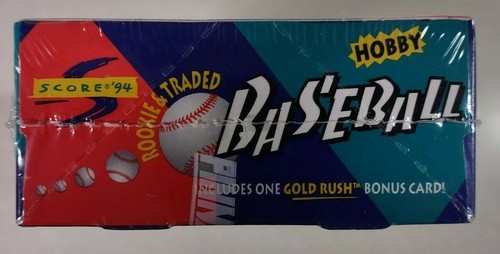 HOBBY
SCORE® '94
ROOKIE & TRADED
BASEBALL
INCLUDES ONE GOLD RUSH™ BONUS CARD!